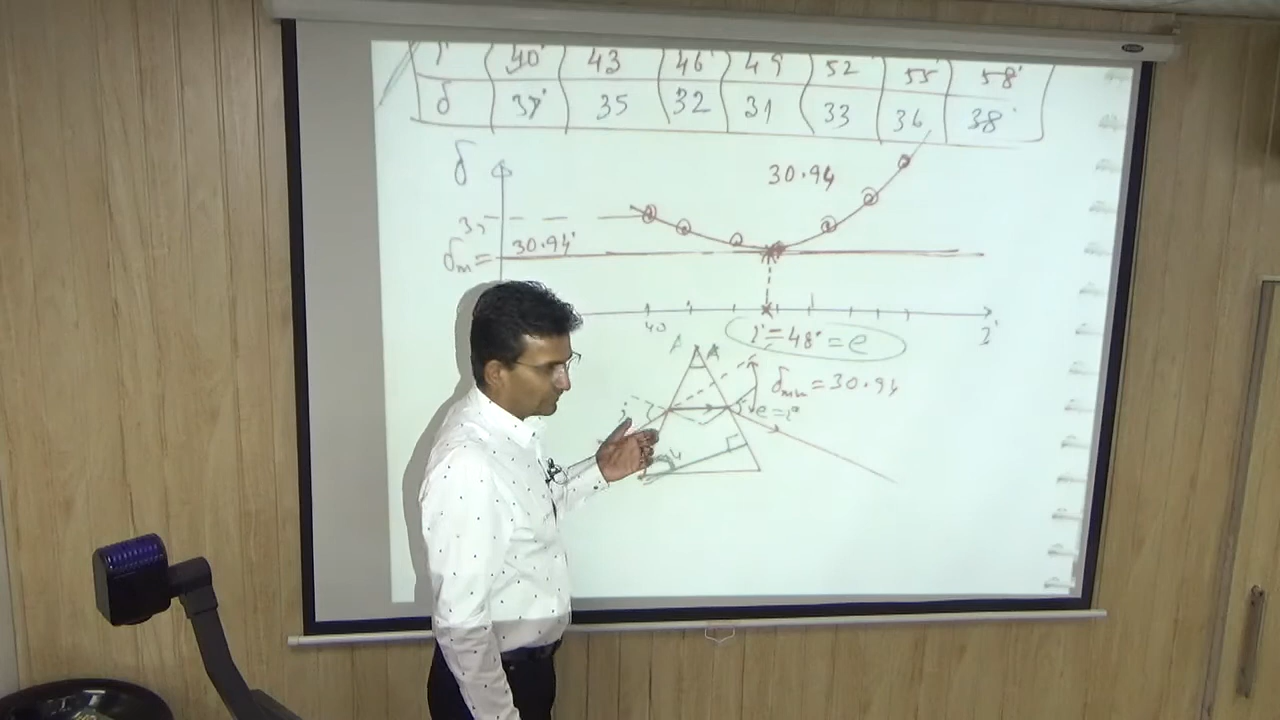 i 40° 43 46° 49 52° 55° 58°
δ 37° 35 32 31 33 36 38°
δ
30.94
δm = 30.94°
40
i
i = 48° = e
A
δmin = 30.94
i
e = i